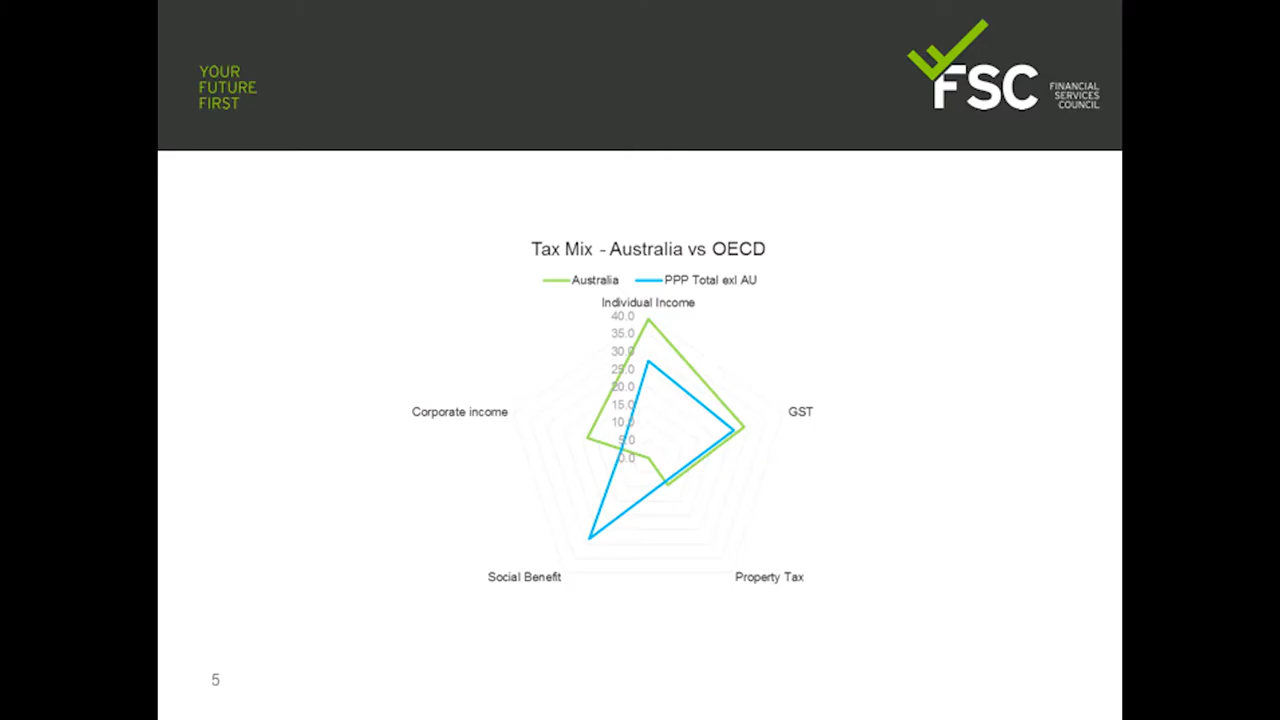 YOUR
FUTURE
FIRST
FSC
FINANCIAL
SERVICES
COUNCIL
Tax Mix - Australia vs OECD
Australia PPP Total exl AU
Individual Income
40.0
35.0
30.0
25.0
20.0
15.0
10.0
5.0
0.0
Corporate income
GST
Social Benefit
Property Tax
5